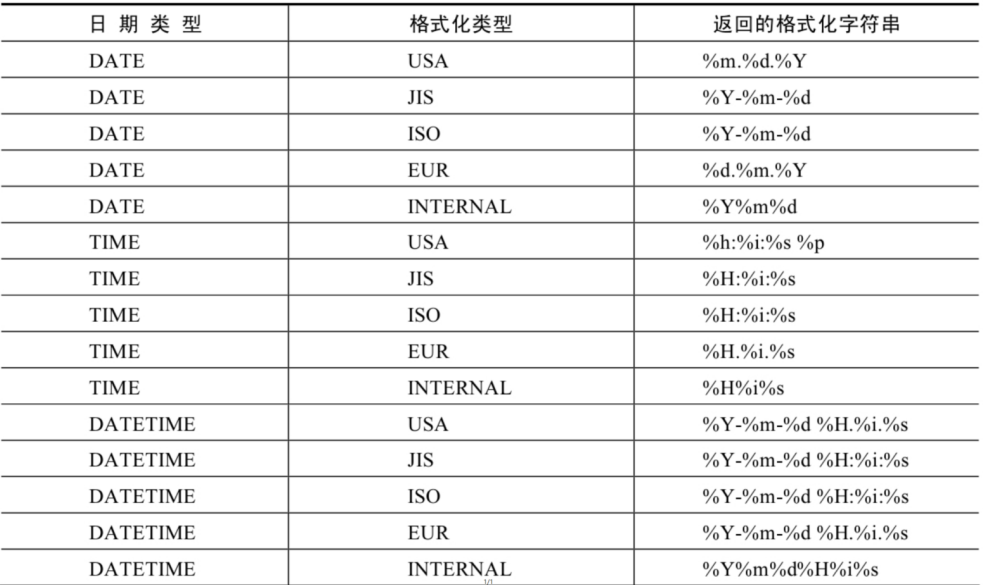 日 期 类 型 格式化类型 返回的格式化字符串
DATE USA %m.%d.%Y
DATE JIS %Y-%m-%d
DATE ISO %Y-%m-%d
DATE EUR %d.%m.%Y
DATE INTERNAL %Y%m%d
TIME USA %h:%i:%s %p
TIME JIS %H:%i:%s
TIME ISO %H:%i:%s
TIME EUR %H.%i.%s
TIME INTERNAL %H%i%s
DATETIME USA %Y-%m-%d %H.%i.%s
DATETIME JIS %Y-%m-%d %H:%i:%s
DATETIME ISO %Y-%m-%d %H:%i:%s
DATETIME EUR %Y-%m-%d %H.%i.%s
DATETIME INTERNAL %Y%m%d%H%i%s
1/1